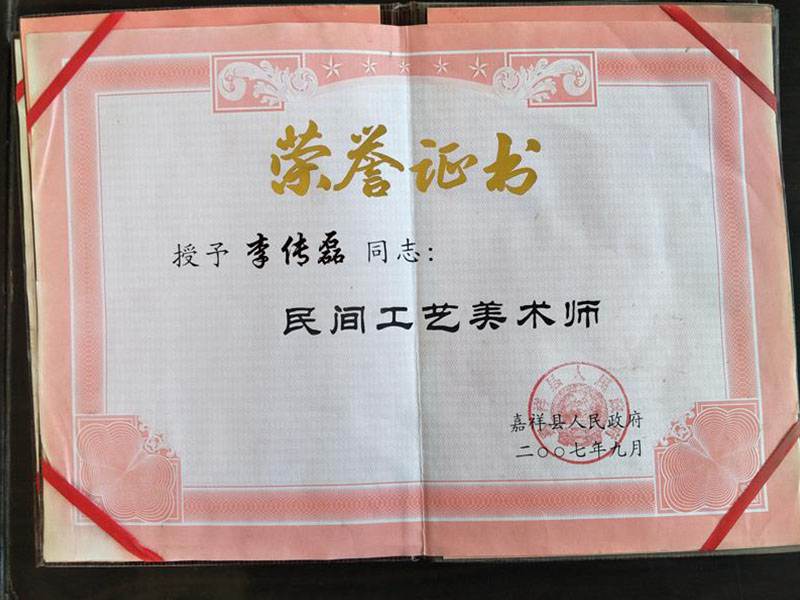 荣誉证书
授予 李传磊 同志：
民间工艺美术师
嘉祥县人民政府
二〇〇七年九月